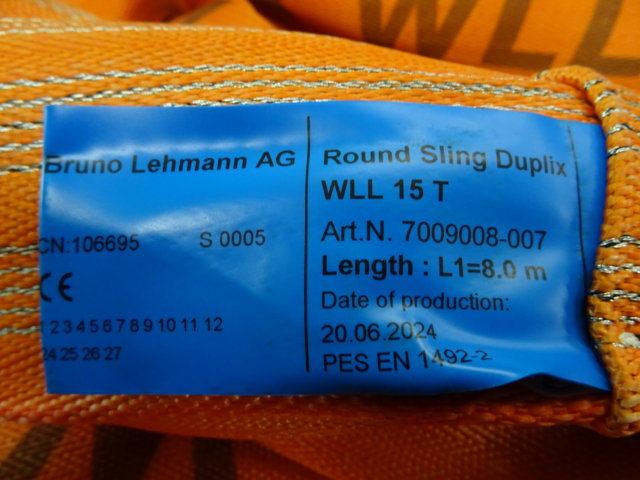 WLL
Bruno Lehmann AG
CN:106695 S 0005
CE
1 2 3 4 5 6 7 8 9 10 11 12
24 25 26 27
Round Sling Duplix
WLL 15 T
Art.N. 7009008-007
Length : L1=8.0 m
Date of production:
20.06.2024
PES EN 1492-2